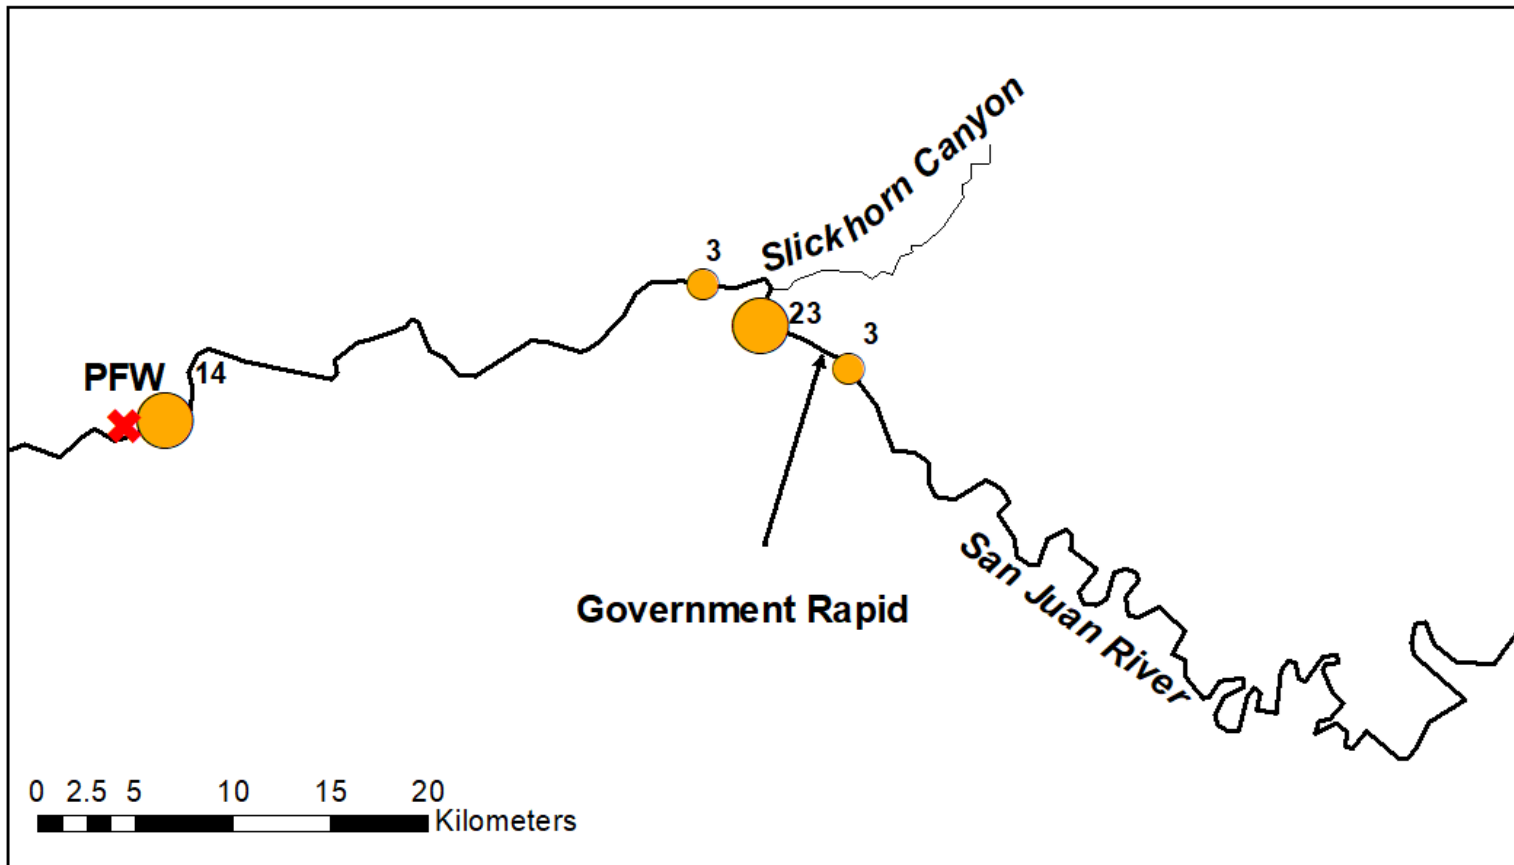 Slickhorn Canyon
3
23
3
PFW
14
San Juan River
Government Rapid
0 2.5 5 10 15 20
Kilometers